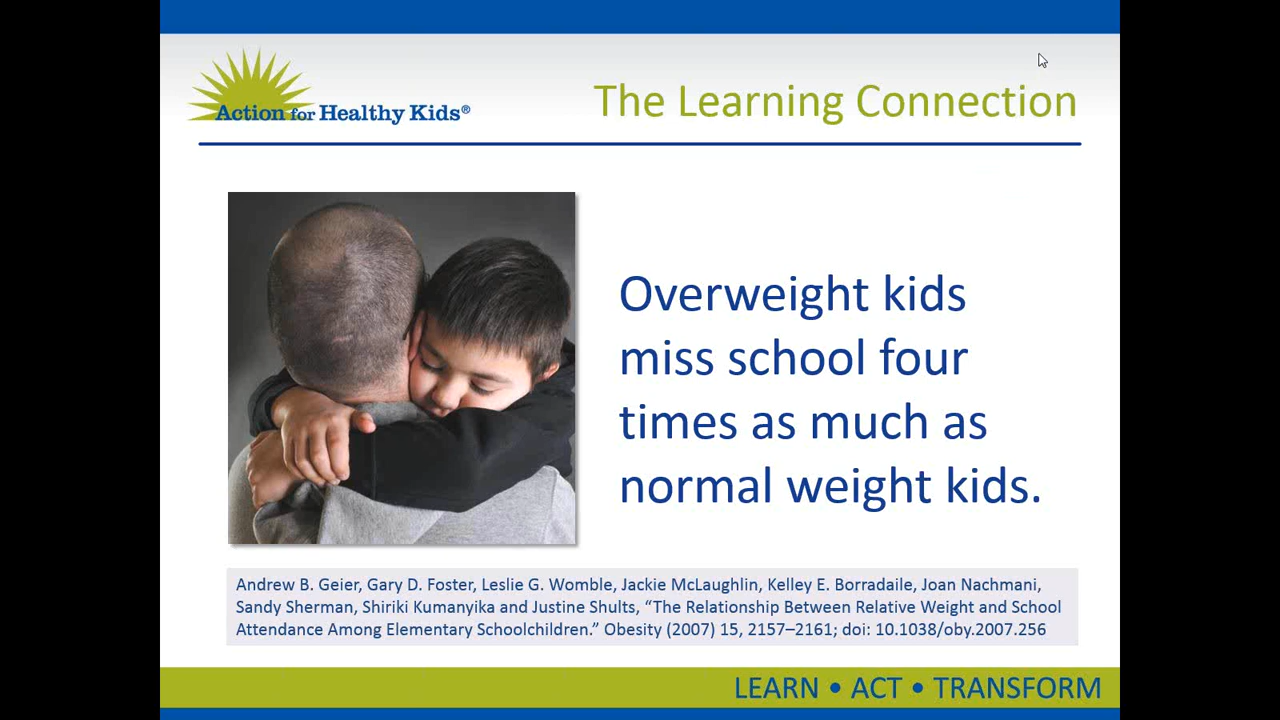 Action for Healthy Kids®
The Learning Connection
Overweight kids
miss school four
times as much as
normal weight kids.
Andrew B. Geier, Gary D. Foster, Leslie G. Womble, Jackie McLaughlin, Kelley E. Borradaile, Joan Nachmani,
Sandy Sherman, Shiriki Kumanyika and Justine Shults, “The Relationship Between Relative Weight and School
Attendance Among Elementary Schoolchildren.” Obesity (2007) 15, 2157–2161; doi: 10.1038/oby.2007.256
LEARN • ACT • TRANSFORM